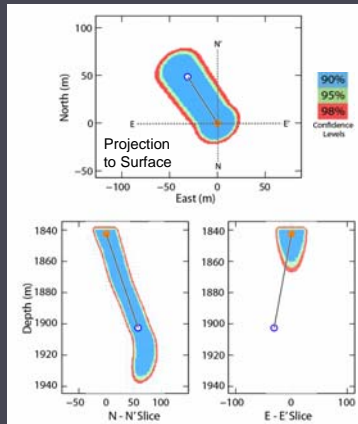 North (m)
100
50
0
−50
N'
E
E'
N
Projection
to Surface
−100
−50
0
50
East (m)
90%
95%
98%
Confidence
Levels
Depth (m)
1840
1860
1880
1900
1920
1940
−50
0
50
100
N - N' Slice
1840
1860
1880
1900
1920
1940
−100
0
100
E - E' Slice